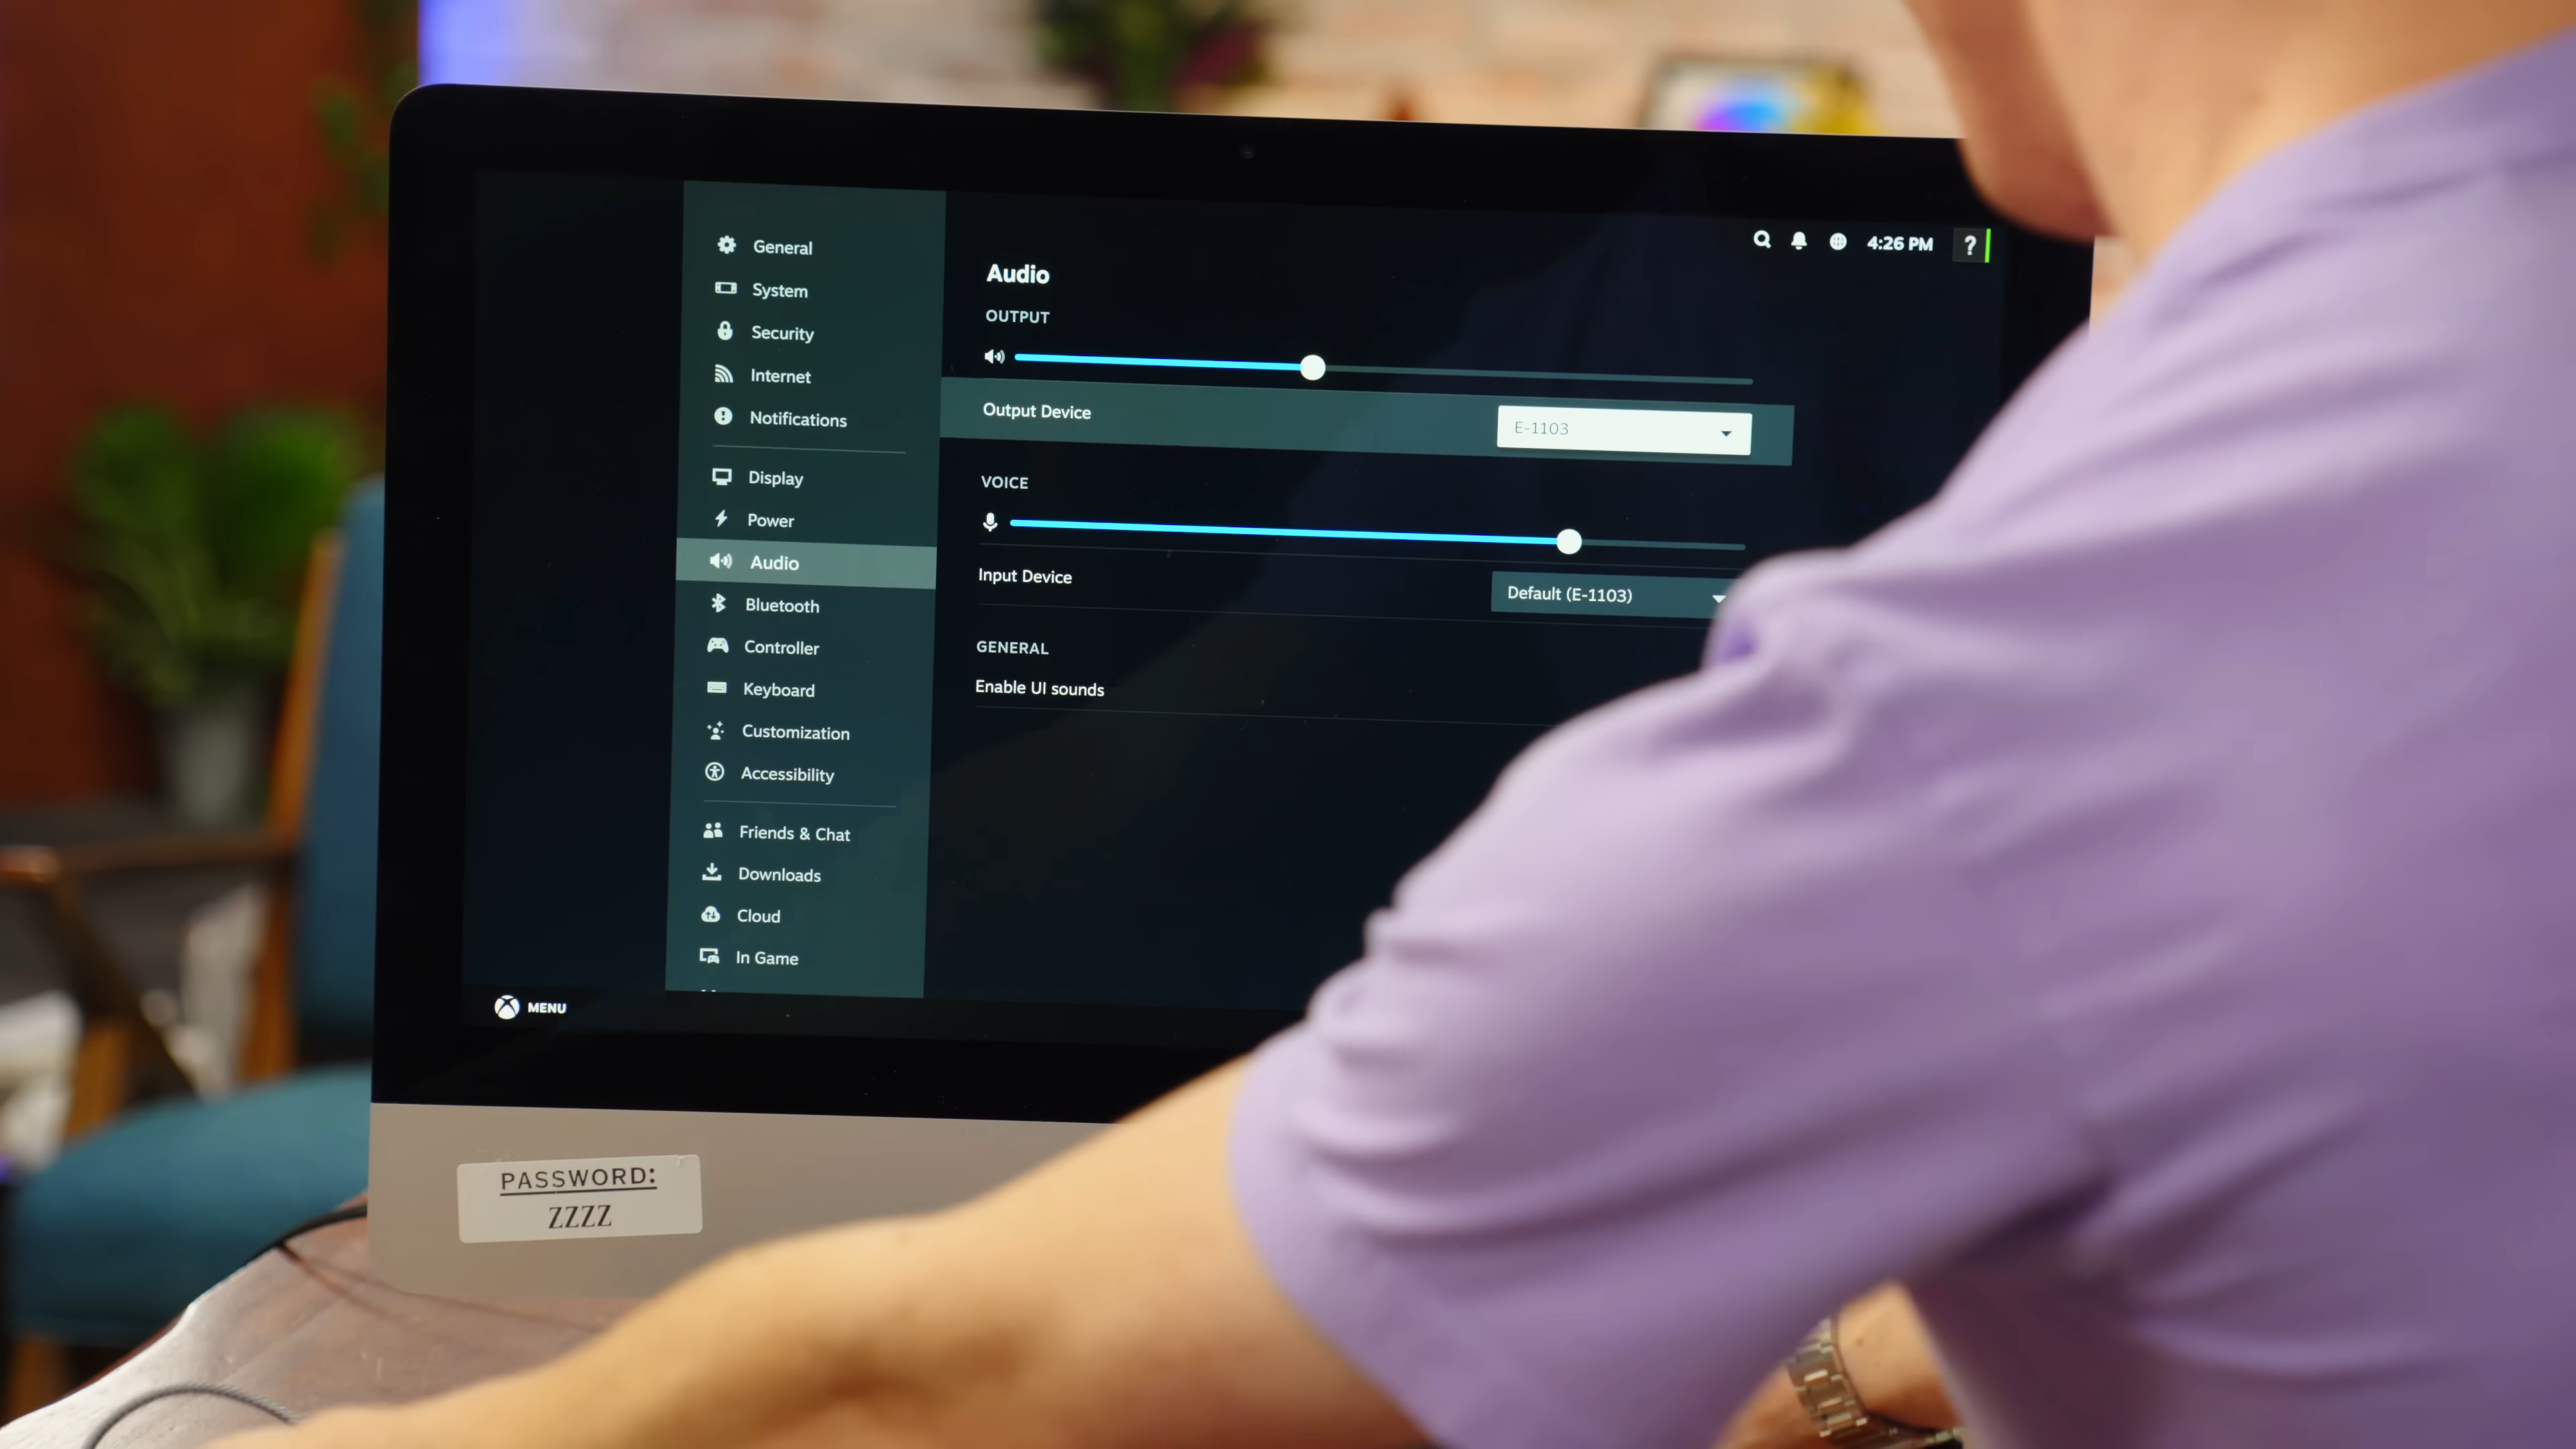 General
System
Security
Internet
Notifications
Display
Power
Audio
Bluetooth
Controller
Keyboard
Customization
Accessibility
Friends & Chat
Downloads
Cloud
In Game
MENU
4:26 PM
?
Audio
OUTPUT
Output Device
E-1103
VOICE
Input Device
Default (E-1103)
GENERAL
Enable UI sounds
PASSWORD:
ZZZZ